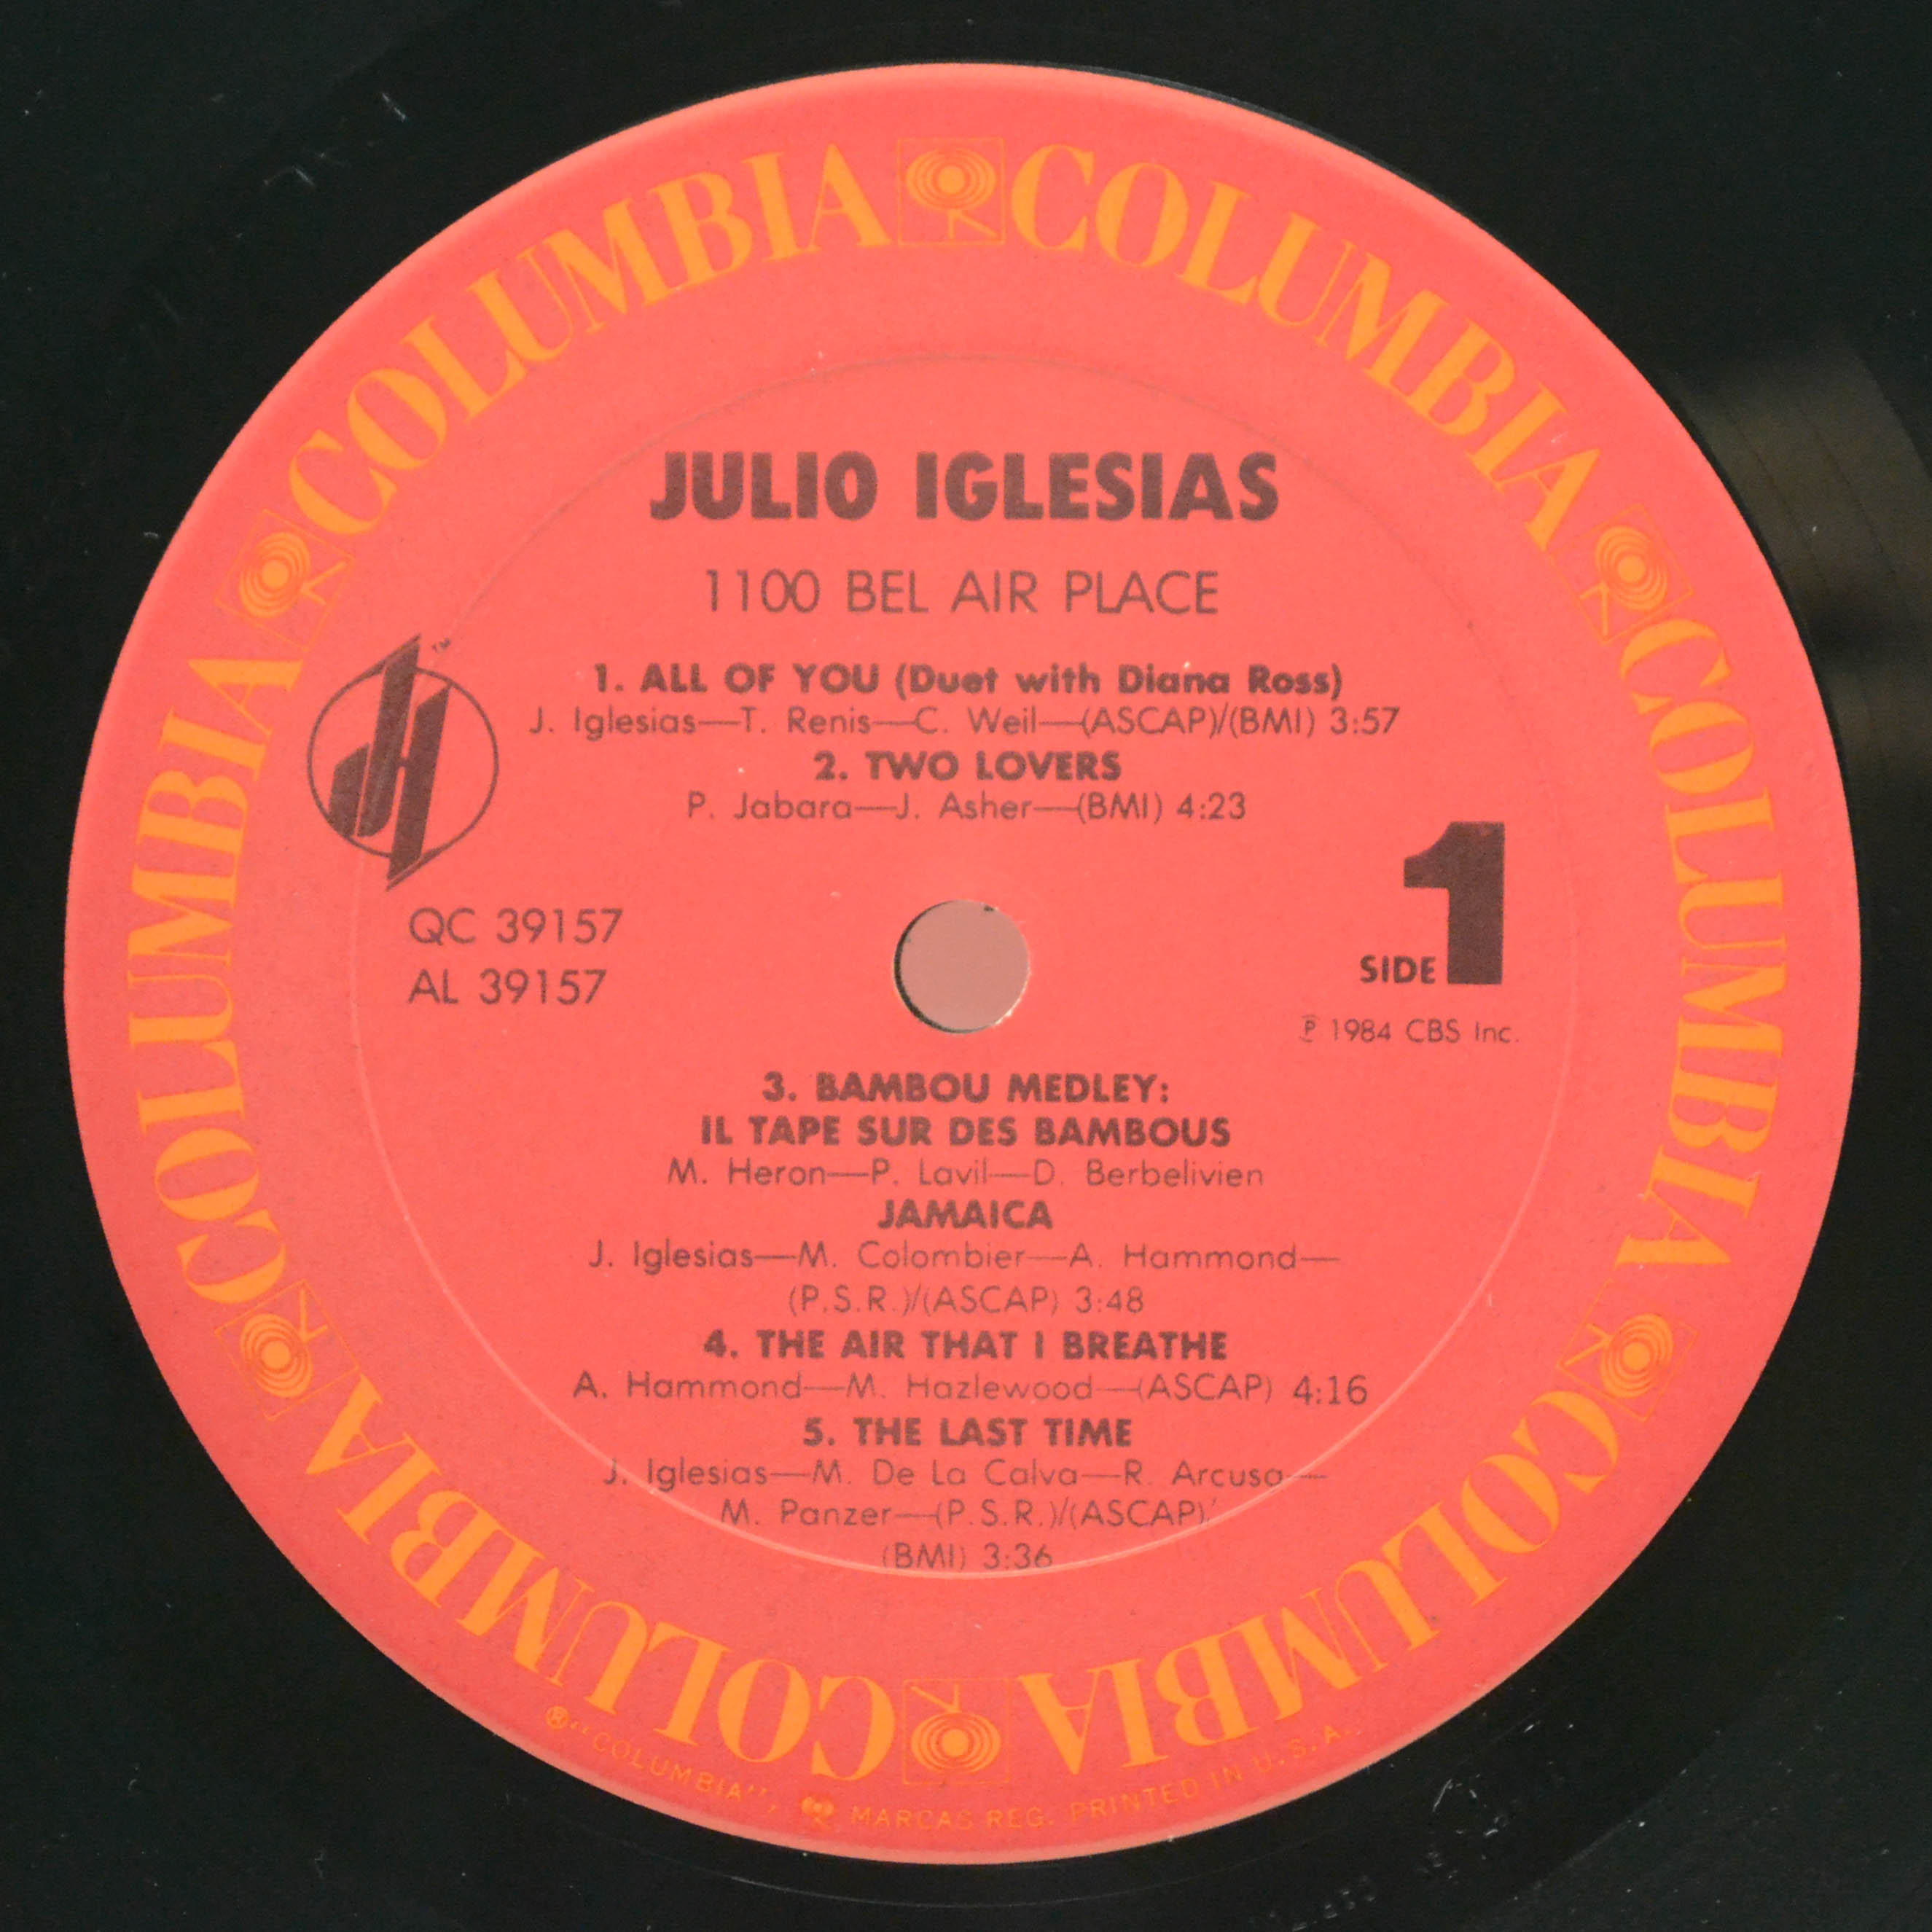 COLUMBIA COLUMBIA COLUMBIA COLUMBIA COLUMBIA COLUMBIA
JULIO IGLESIAS
1100 BEL AIR PLACE
1. ALL OF YOU (Duet with Diana Ross)
J. Iglesias—T. Renis—C. Weil—(ASCAP)/(BMI) 3:57
2. TWO LOVERS
P. Jabara—J. Asher—(BMI) 4:23
JH
TM
QC 39157
AL 39157
SIDE 1
℗ 1984 CBS Inc.
3. BAMBOU MEDLEY:
IL TAPE SUR DES BAMBOUS
M. Heron—P. Lavil—D. Berbelivien
JAMAICA
J. Iglesias—M. Colombier—A. Hammond—
(P.S.R.)/(ASCAP) 3:48
4. THE AIR THAT I BREATHE
A. Hammond—M. Hazlewood—(ASCAP) 4:16
5. THE LAST TIME
J. Iglesias—M. De La Calva—R. Arcusa—
M. Panzer—(P.S.R.)/(ASCAP)/
(BMI) 3:36
®"COLUMBIA", MARCAS REG. PRINTED IN U.S.A.